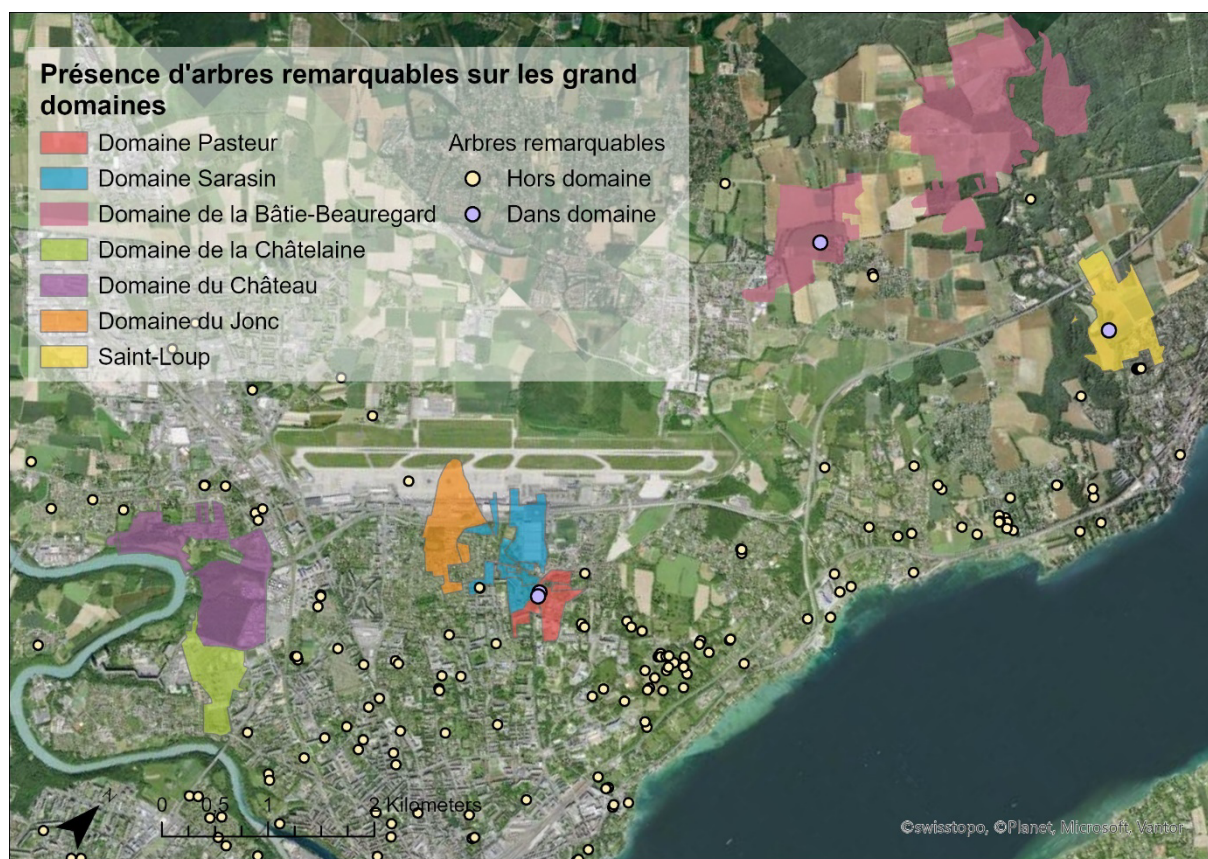 Présence d'arbres remarquables sur les grand
domaines
Domaine Pasteur
Domaine Sarasin
Domaine de la Bâtie-Beauregard
Domaine de la Châtelaine
Domaine du Château
Domaine du Jonc
Saint-Loup
Arbres remarquables
Hors domaine
Dans domaine
0 0,5 1 2 Kilometers
©swisstopo, ©Planet, Microsoft, Vantor